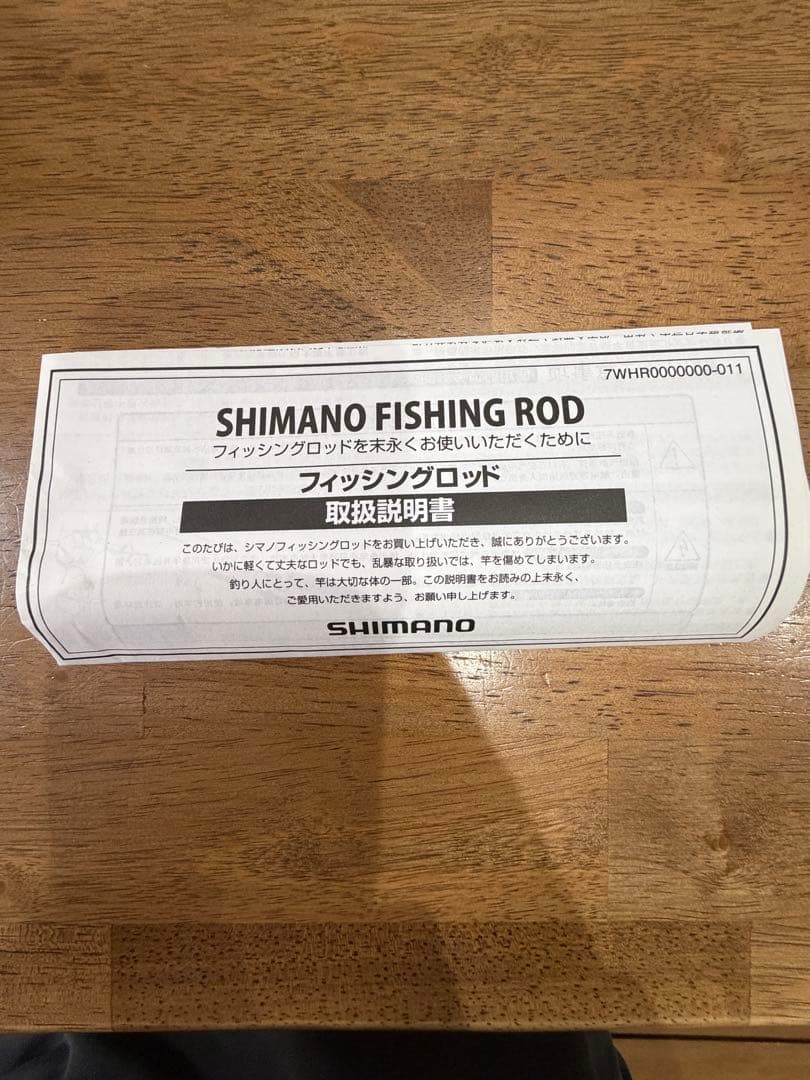 7WHR0000000-011
SHIMANO FISHING ROD
フィッシングロッドを末永くお使いいただくために
フィッシングロッド
取扱説明書
このたびは、シマノフィッシングロッドをお買い上げいただき、誠にありがとうございます。
いかに軽くて丈夫なロッドでも、乱暴な取り扱いでは、竿を傷めてしまいます。
釣り人にとって、竿は大切な体の一部。この説明書をお読みの上末永く、
ご愛用いただきますよう、お願い申し上げます。
SHIMANO